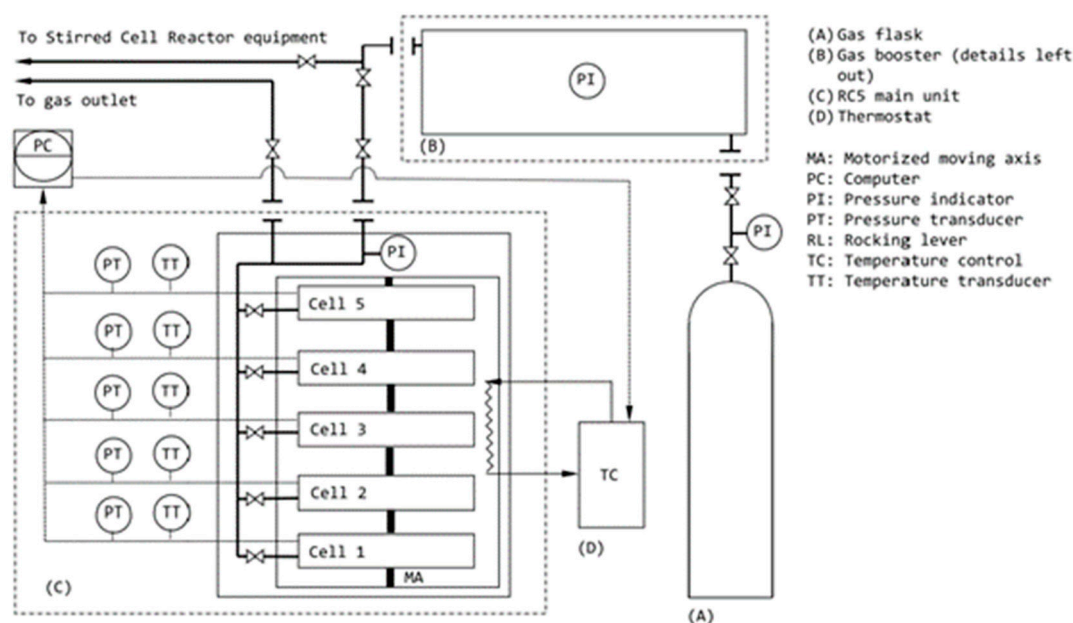 To Stirred Cell Reactor equipment
To gas outlet
PC
PI
(B)
(A) Gas flask
(B) Gas booster (details left
out)
(C) RC5 main unit
(D) Thermostat
MA: Motorized moving axis
PC: Computer
PI: Pressure indicator
PT: Pressure transducer
RL: Rocking lever
TC: Temperature control
TT: Temperature transducer
PI
PI
PT TT
Cell 5
PT TT
Cell 4
PT TT
Cell 3
PT TT
Cell 2
PT TT
Cell 1
MA
(C)
TC
(D)
(A)